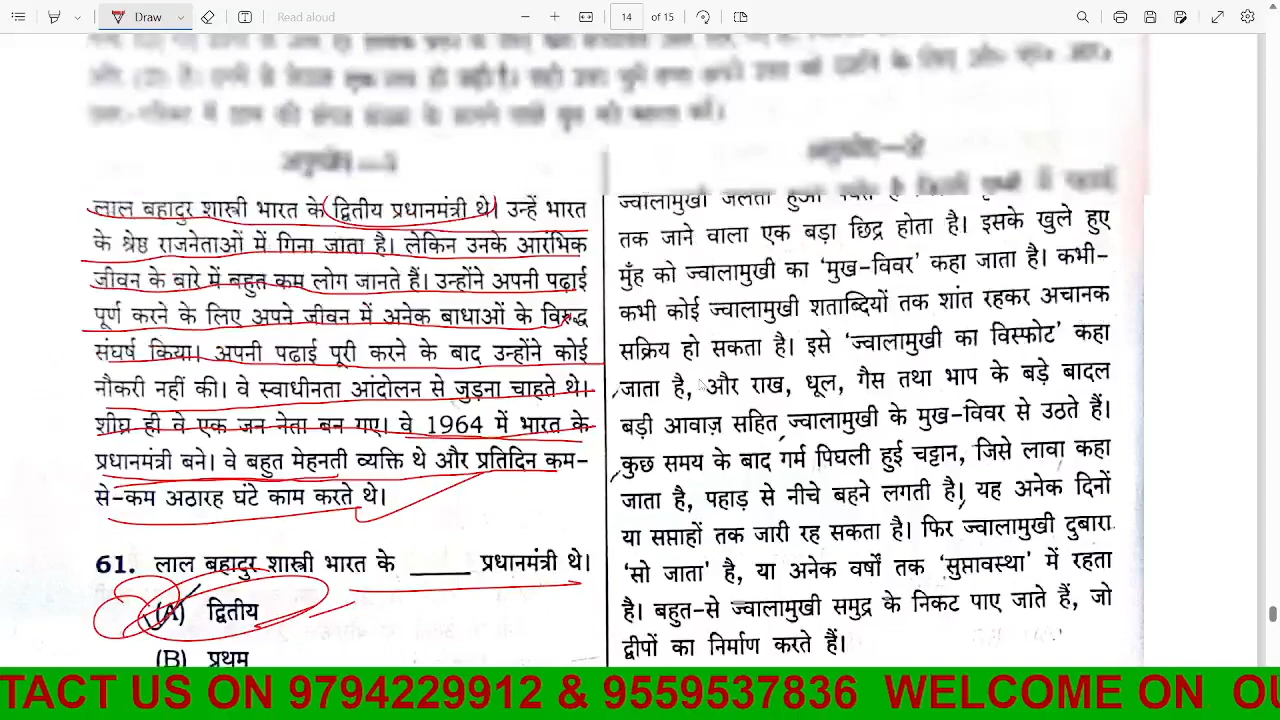 Draw
Read aloud
14 of 15
लाल बहादुर शास्त्री भारत के द्वितीय प्रधानमंत्री थे। उन्हें भारत
के श्रेष्ठ राजनेताओं में गिना जाता है। लेकिन उनके आरंभिक
जीवन के बारे में बहुत कम लोग जानते हैं। उन्होंने अपनी पढ़ाई
पूर्ण करने के लिए अपने जीवन में अनेक बाधाओं के विरुद्ध
संघर्ष किया। अपनी पढ़ाई पूरी करने के बाद उन्होंने कोई
नौकरी नहीं की। वे स्वाधीनता आंदोलन से जुड़ना चाहते थे।
शीघ्र ही वे एक जन नेता बन गए। वे 1964 में भारत के
प्रधानमंत्री बने। वे बहुत मेहनती व्यक्ति थे और प्रतिदिन कम-
से-कम अठारह घंटे काम करते थे।
61. लाल बहादुर शास्त्री भारत के _____ प्रधानमंत्री थे।
(A) द्वितीय
(B) प्रथम
ज्वालामुखी जलता हुआ
तक जाने वाला एक बड़ा छिद्र होता है। इसके खुले हुए
मुँह को ज्वालामुखी का ‘मुख-विवर’ कहा जाता है। कभी-
कभी कोई ज्वालामुखी शताब्दियों तक शांत रहकर अचानक
सक्रिय हो सकता है। इसे ‘ज्वालामुखी का विस्फोट’ कहा
जाता है, और राख, धूल, गैस तथा भाप के बड़े बादल
बड़ी आवाज़ सहित ज्वालामुखी के मुख-विवर से उठते हैं।
कुछ समय के बाद गर्म पिघली हुई चट्टान, जिसे लावा कहा
जाता है, पहाड़ से नीचे बहने लगती है। यह अनेक दिनों
या सप्ताहों तक जारी रह सकता है। फिर ज्वालामुखी दुबारा
‘सो जाता’ है, या अनेक वर्षों तक ‘सुप्तावस्था’ में रहता
है। बहुत-से ज्वालामुखी समुद्र के निकट पाए जाते हैं, जो
द्वीपों का निर्माण करते हैं।
TACT US ON 9794229912 & 9559537836 WELCOME ON OU